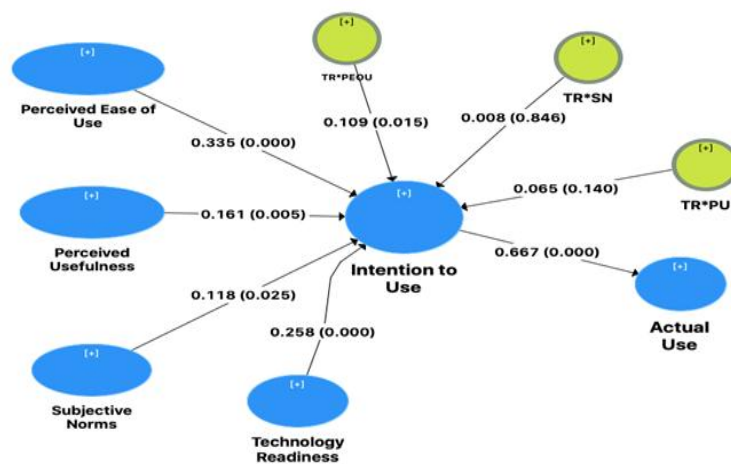 [+]
Perceived Ease of
Use
[+]
TR*PEOU
[+]
TR*SN
[+]
TR*PU
0.335 (0.000)
0.109 (0.015)
0.008 (0.846)
0.065 (0.140)
[+]
Perceived
Usefulness
0.161 (0.005)
[+]
Intention to
Use
0.667 (0.000)
[+]
Actual
Use
0.118 (0.025)
0.258 (0.000)
[+]
Subjective
Norms
[+]
Technology
Readiness